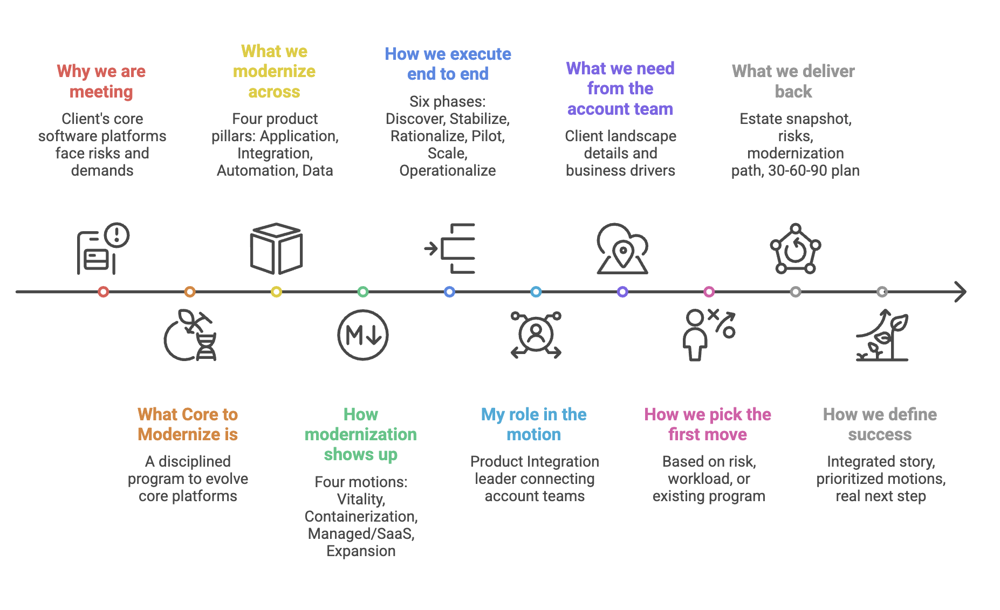 Why we are
meeting
Client's core
software platforms
face risks and
demands
What Core to
Modernize is
A disciplined
program to evolve
core platforms
What we
modernize
across
Four product
pillars: Application,
Integration,
Automation, Data
How
modernization
shows up
Four motions:
Vitality,
Containerization,
Managed/SaaS,
Expansion
M
How we execute
end to end
Six phases:
Discover, Stabilize,
Rationalize, Pilot,
Scale,
Operationalize
My role in the
motion
Product Integration
leader connecting
account teams
What we need
from the
account team
Client landscape
details and
business drivers
How we pick the
first move
Based on risk,
workload, or
existing program
What we deliver
back
Estate snapshot,
risks,
modernization
path, 30-60-90 plan
How we define
success
Integrated story,
prioritized motions,
real next step